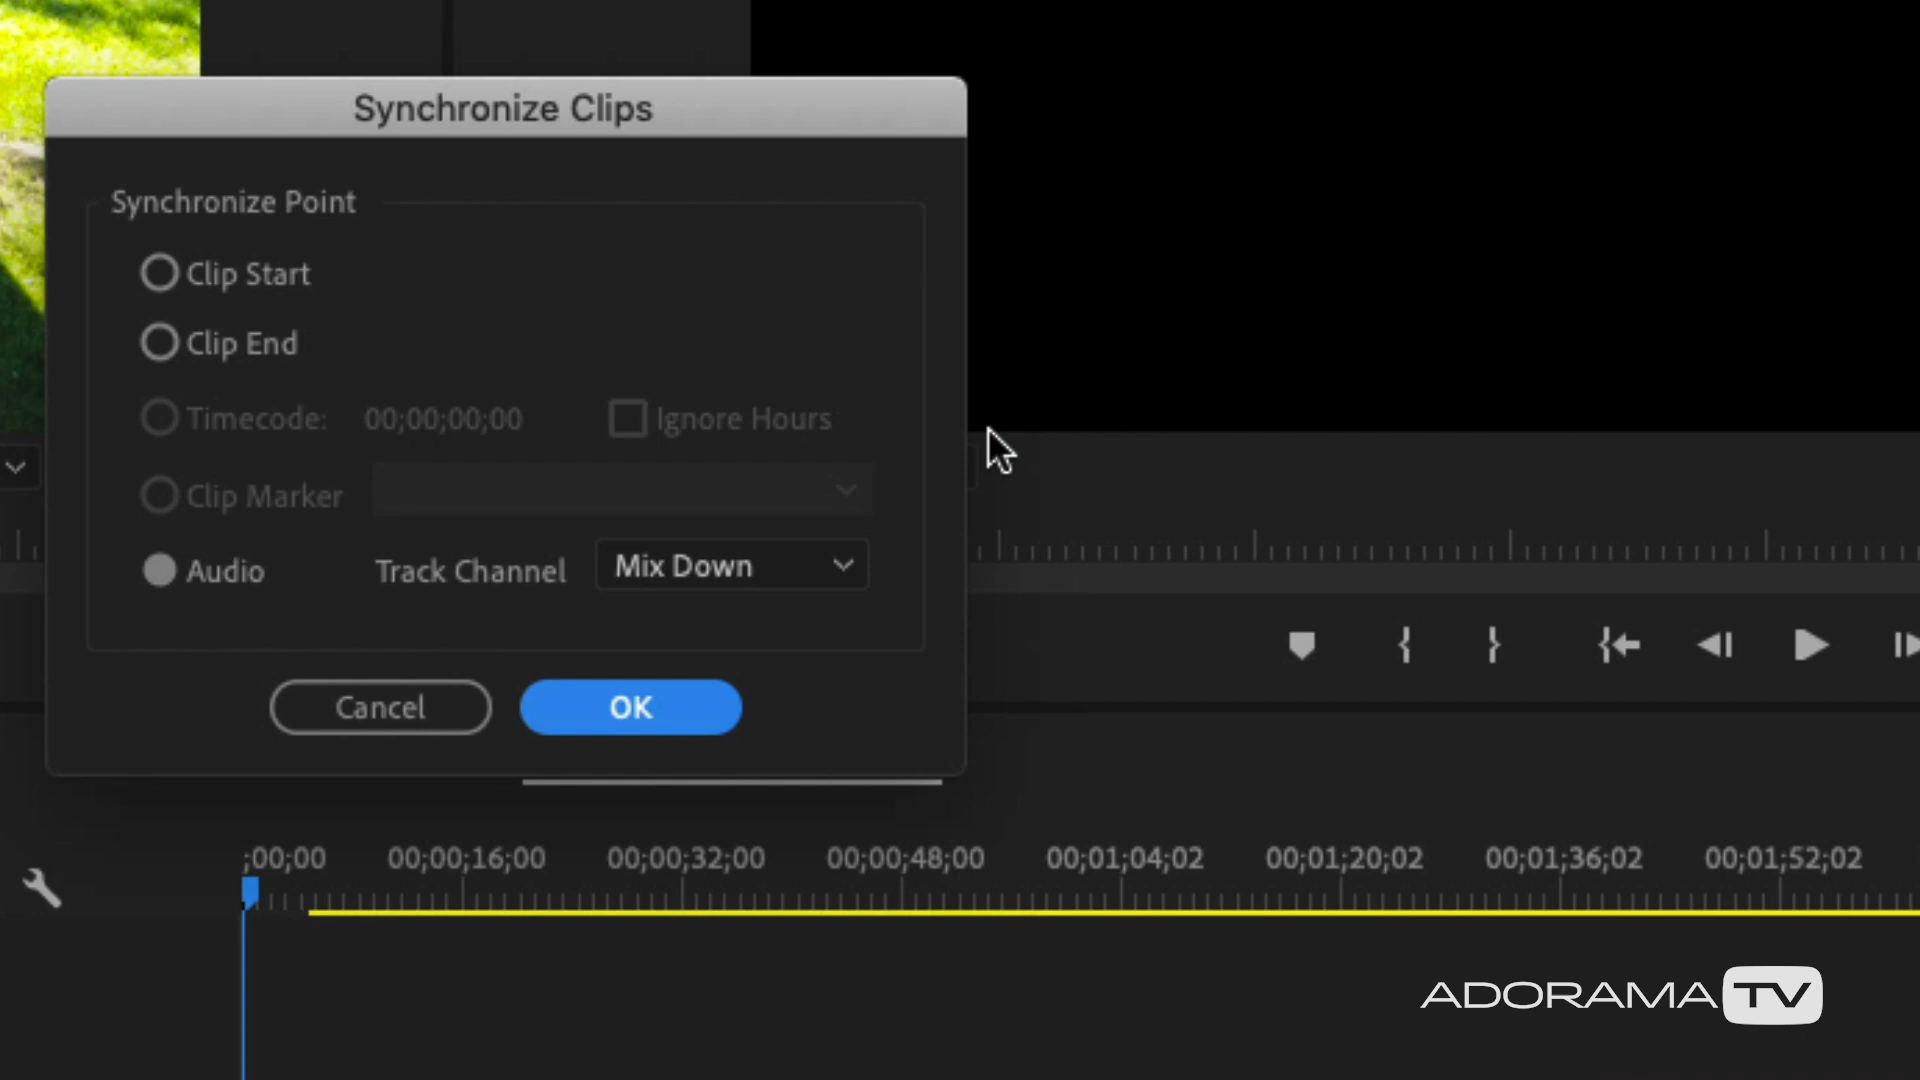 Synchronize Clips
Synchronize Point
Clip Start
Clip End
Timecode: 00;00;00;00 Ignore Hours
Clip Marker
Audio Track Channel Mix Down
Cancel OK
;00;00 00;00;16;00 00;00;32;00 00;00;48;00 00;01;04;02 00;01;20;02 00;01;36;02 00;01;52;02
ADORAMA TV